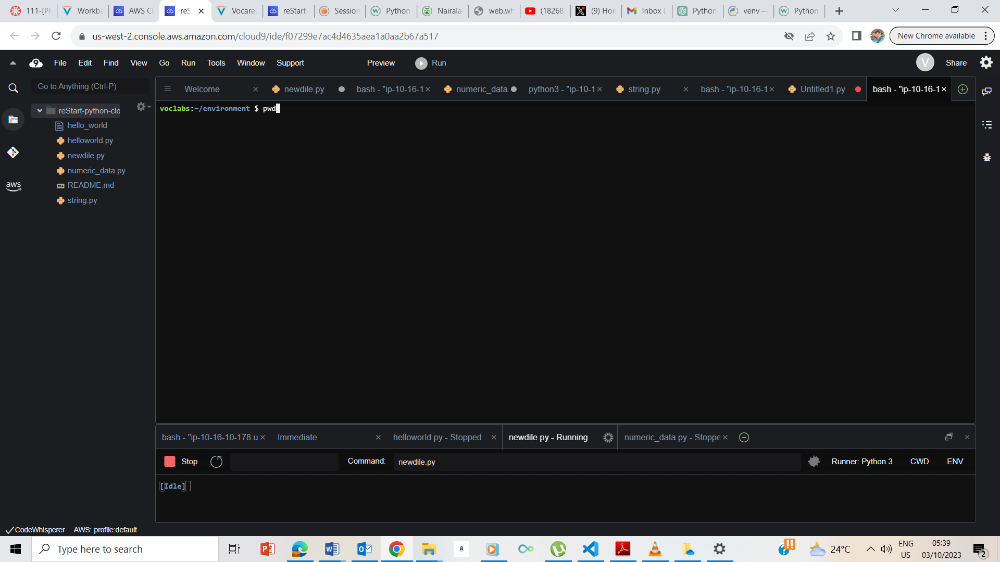 111-[PF
Workbe
AWS Cl
reS
Vocareu
reStart-
Session
Python
Nairalan
web.wh
(18268)
(9) Hon
Inbox (
Python
venv —
Python
us-west-2.console.aws.amazon.com/cloud9/ide/f07299e7ac4d4635aea1a0aa2b67a517
New Chrome available
9 File Edit Find View Go Run Tools Window Support Preview Run V Share
Go to Anything (Ctrl-P)
Welcome newdile.py bash - "ip-10-16-1 numeric_data. python3 - "ip-10-1 string.py bash - "ip-10-16-1 Untitled1.py bash - "ip-10-16-1
voclabs:~/environment $ pwd
reStart-python-clo
hello_world
helloworld.py
newdile.py
numeric_data.py
README.md
string.py
aws
bash - "ip-10-16-10-178.u Immediate helloworld.py - Stopped newdile.py - Running numeric_data.py - Stoppe
Stop Command: newdile.py Runner: Python 3 CWD ENV
[Idle]
CodeWhisperer AWS: profile:default
Type here to search
24°C
ENG
US
05:39
03/10/2023
2